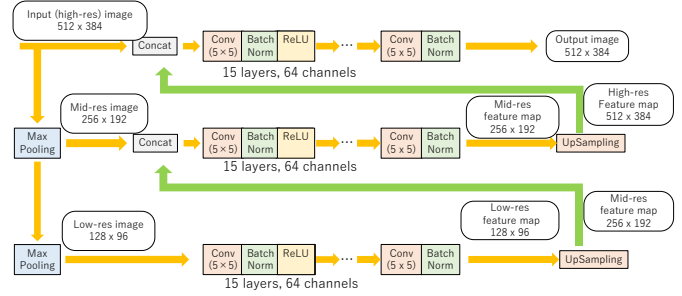 Input (high-res) image
512 x 384
Concat
Conv
(5×5)
Batch
Norm
ReLU
...
Conv
(5 x 5)
Batch
Norm
Output image
512 x 384
15 layers, 64 channels
High-res
Feature map
512 x 384
Mid-res image
256 x 192
Mid-res
feature map
256 x 192
Max
Pooling
Concat
Conv
(5×5)
Batch
Norm
ReLU
...
Conv
(5 x 5)
Batch
Norm
UpSampling
15 layers, 64 channels
Mid-res
feature map
256 x 192
Low-res image
128 x 96
Low-res
feature map
128 x 96
Max
Pooling
Conv
(5×5)
Batch
Norm
ReLU
...
Conv
(5 x 5)
Batch
Norm
UpSampling
15 layers, 64 channels